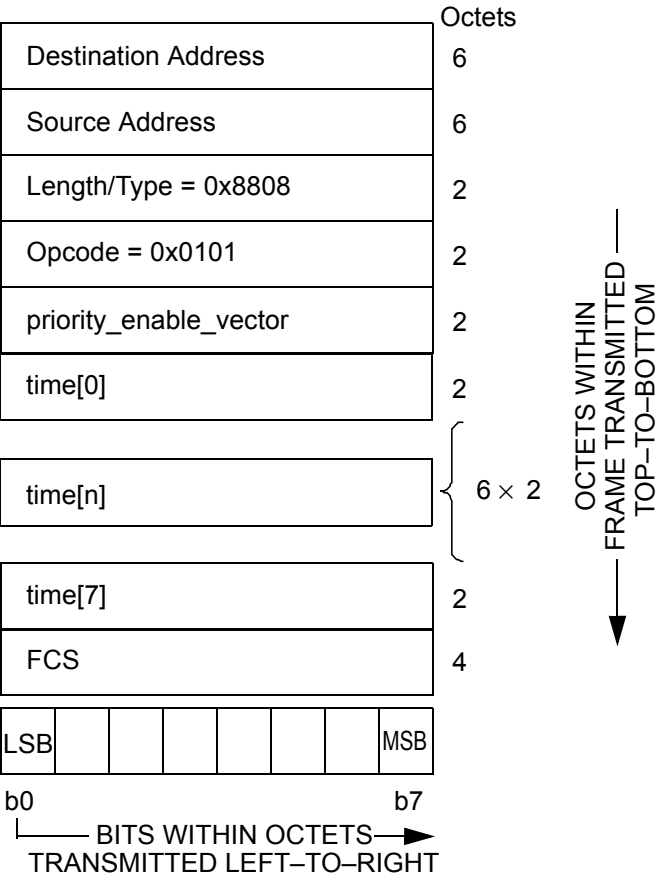 Octets
Destination Address 6
Source Address 6
Length/Type = 0x8808 2
Opcode = 0x0101 2
priority_enable_vector 2
time[0] 2
time[n] 6 × 2
time[7] 2
FCS 4
LSB MSB
b0 b7
BITS WITHIN OCTETS
TRANSMITTED LEFT–TO–RIGHT
OCTETS WITHIN
FRAME TRANSMITTED
TOP–TO–BOTTOM